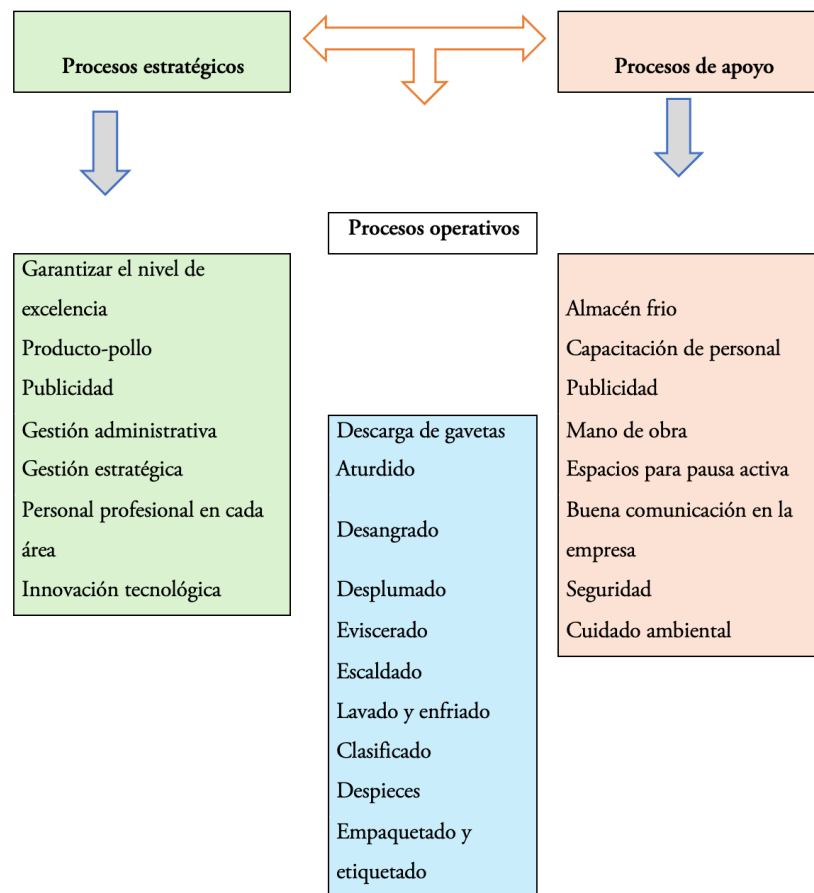 Procesos estratégicos
Procesos de apoyo
Procesos operativos
Garantizar el nivel de
excelencia
Producto-pollo
Publicidad
Gestión administrativa
Gestión estratégica
Personal profesional en cada
área
Innovación tecnológica
Descarga de gavetas
Aturdido
Desangrado
Desplumado
Eviscerado
Escaldado
Lavado y enfriado
Clasificado
Despieces
Empaquetado y
etiquetado
Almacén frio
Capacitación de personal
Publicidad
Mano de obra
Espacios para pausa activa
Buena comunicación en la
empresa
Seguridad
Cuidado ambiental